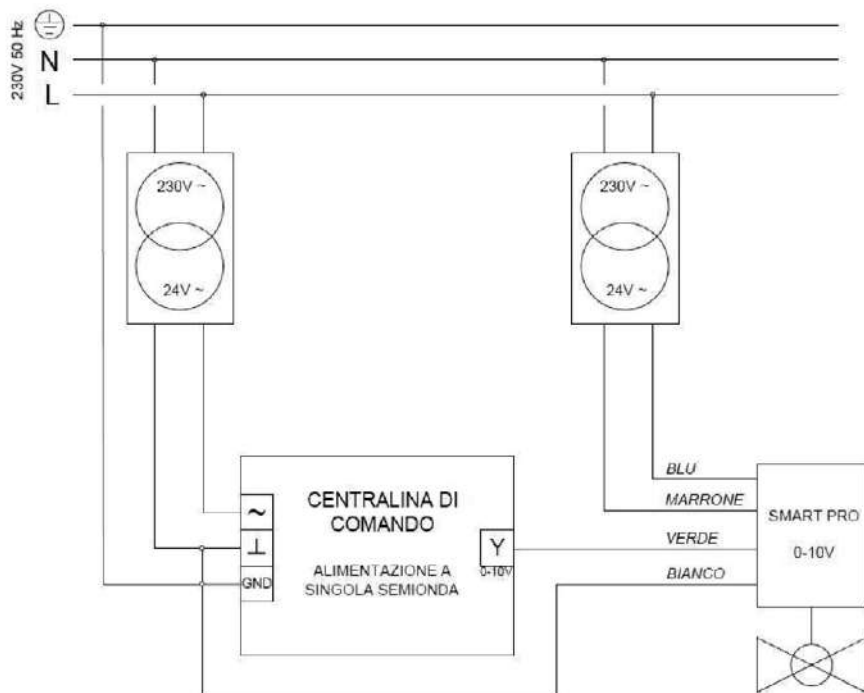 230V 50 Hz
N
L
230V ~
24V ~
230V ~
24V ~
CENTRALINA DI
COMANDO
ALIMENTAZIONE A
SINGOLA SEMIONDA
~
⊥
GND
Y
0-10V
BLU
MARRONE
VERDE
BIANCO
SMART PRO
0-10V